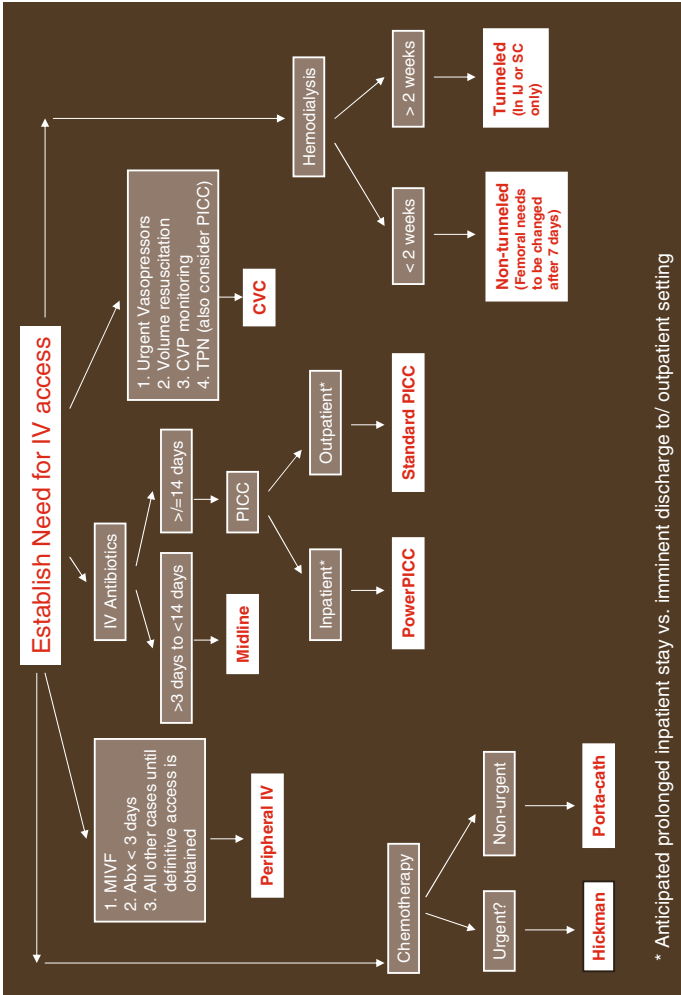 Establish Need for IV access
1. MIVF
2. Abx < 3 days
3. All other cases until
definitive access is
obtained
Peripheral IV
IV Antibiotics
>3 days to <14 days
Midline
>/=14 days
PICC
Inpatient*
PowerPICC
Outpatient*
Standard PICC
1. Urgent Vasopressors
2. Volume resuscitation
3. CVP monitoring
4. TPN (also consider PICC)
CVC
Hemodialysis
< 2 weeks
Non-tunneled
(Femoral needs
to be changed
after 7 days)
> 2 weeks
Tunneled
(In IJ or SC
only)
Chemotherapy
Urgent?
Hickman
Non-urgent
Porta-cath
* Anticipated prolonged inpatient stay vs. imminent discharge to/ outpatient setting